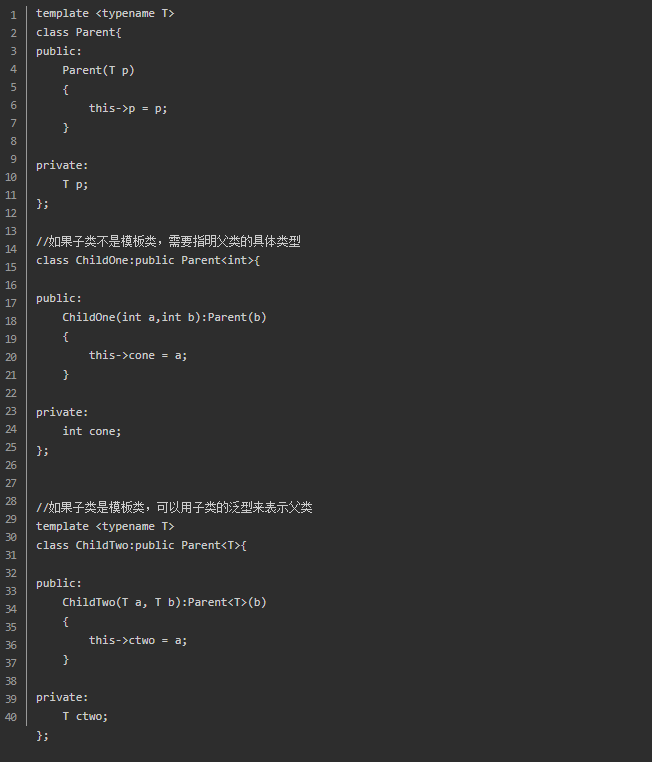 1 template <typename T>
2 class Parent{
3 public:
4     Parent(T p)
5     {
6         this->p = p;
7     }
8
9 private:
10     T p;
11 };
12
13 //如果子类不是模板类，需要指明父类的具体类型
14 class ChildOne:public Parent<int>{
15
16 public:
17     ChildOne(int a,int b):Parent(b)
18     {
19         this->cone = a;
20     }
21
22 private:
23     int cone;
24 };
25
26
27 //如果子类是模板类，可以用子类的泛型来表示父类
28 template <typename T>
29 class ChildTwo:public Parent<T>{
30
31 public:
32     ChildTwo(T a, T b):Parent<T>(b)
33     {
34         this->ctwo = a;
35     }
36
37 private:
38     T ctwo;
39 };
40